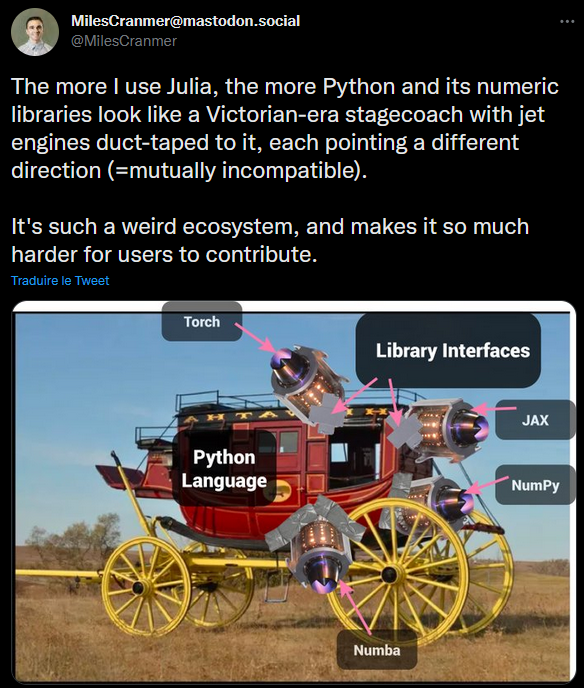 MilesCranmer@mastodon.social
@MilesCranmer
The more I use Julia, the more Python and its numeric
libraries look like a Victorian-era stagecoach with jet
engines duct-taped to it, each pointing a different
direction (=mutually incompatible).
It's such a weird ecosystem, and makes it so much
harder for users to contribute.
Traduire le Tweet
Torch
Library Interfaces
JAX
Python
Language
NumPy
Numba